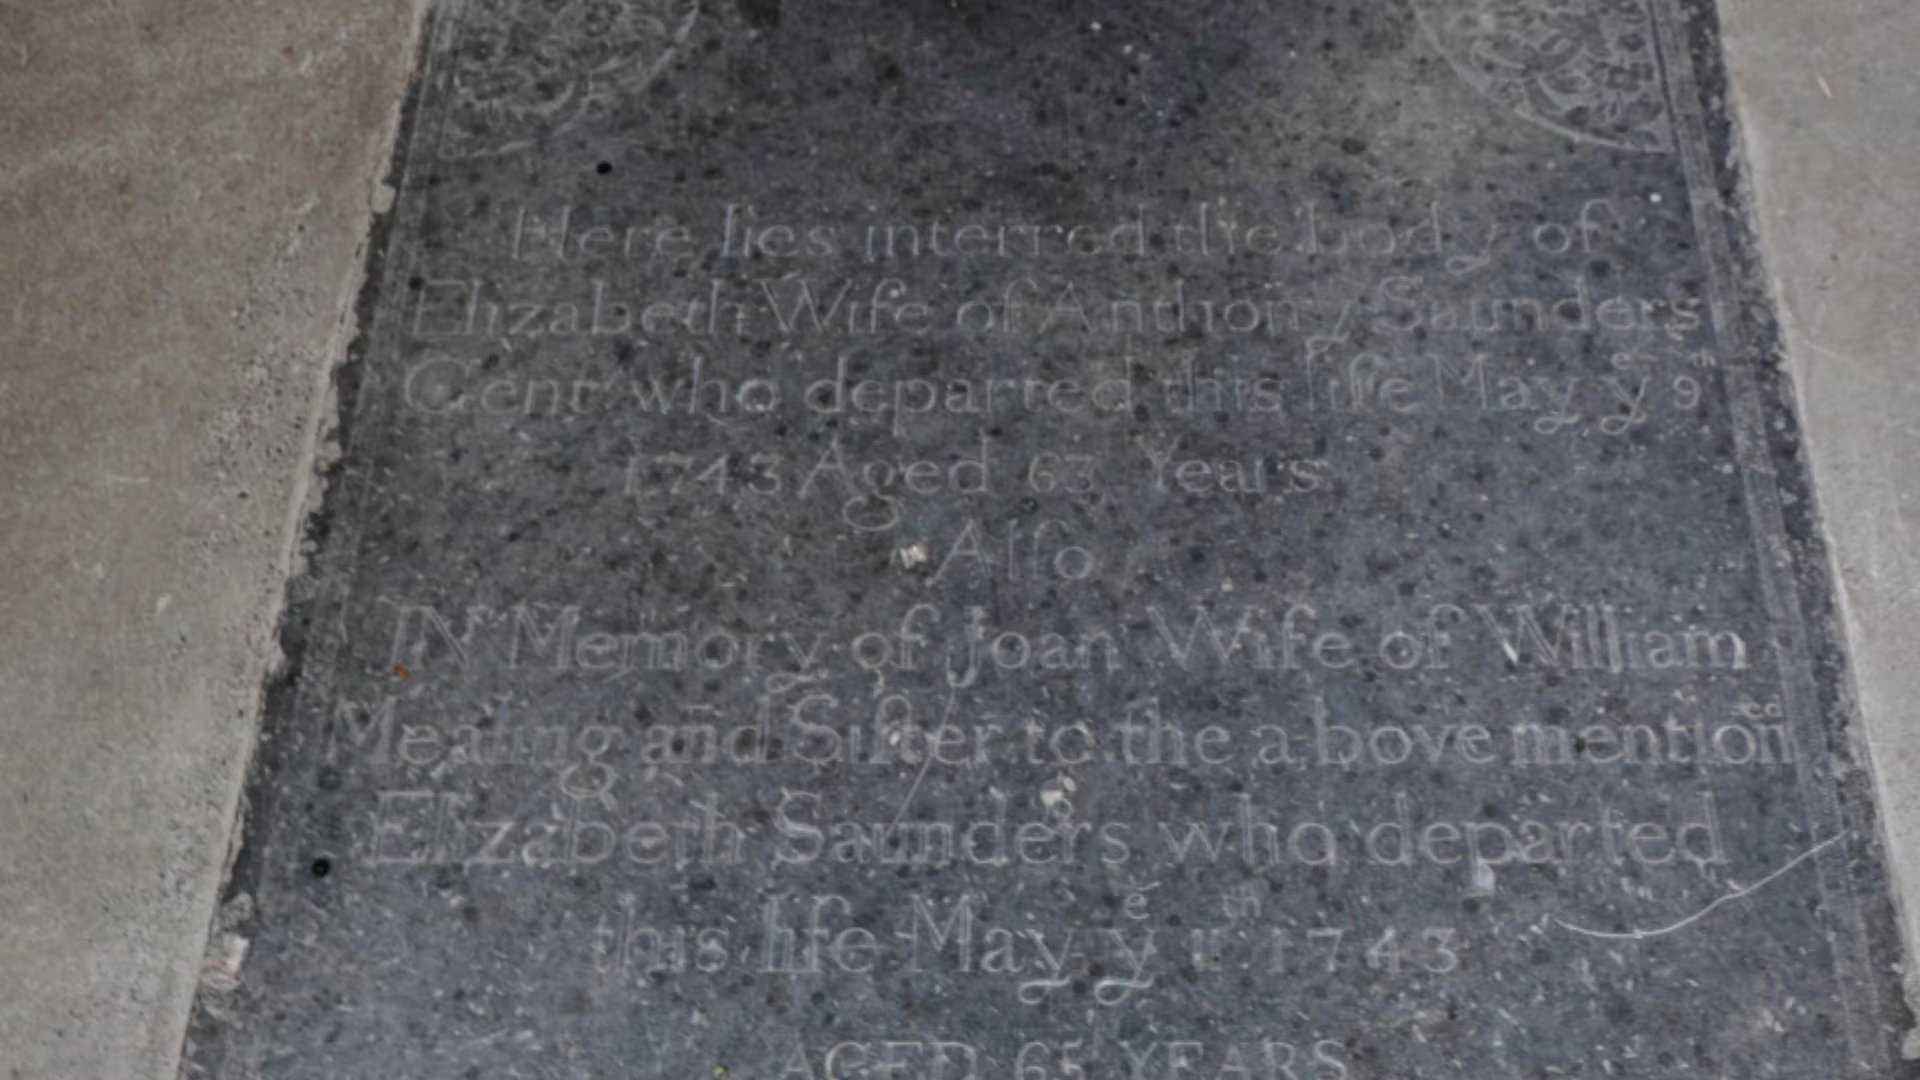 Here lies interred the body of
Elizabeth Wife of Anthony Saunders
Gent who departed this life May yᵉ 9ᵗʰ
1743 Aged 63 Years
Alſo
IN Memory of Joan Wife of William
Mealing and Siſter to the above mentionᵉᵈ
Elizabeth Saunders who departed
this life May yᵉ 11ᵗʰ 1743
AGED 65 YEARS